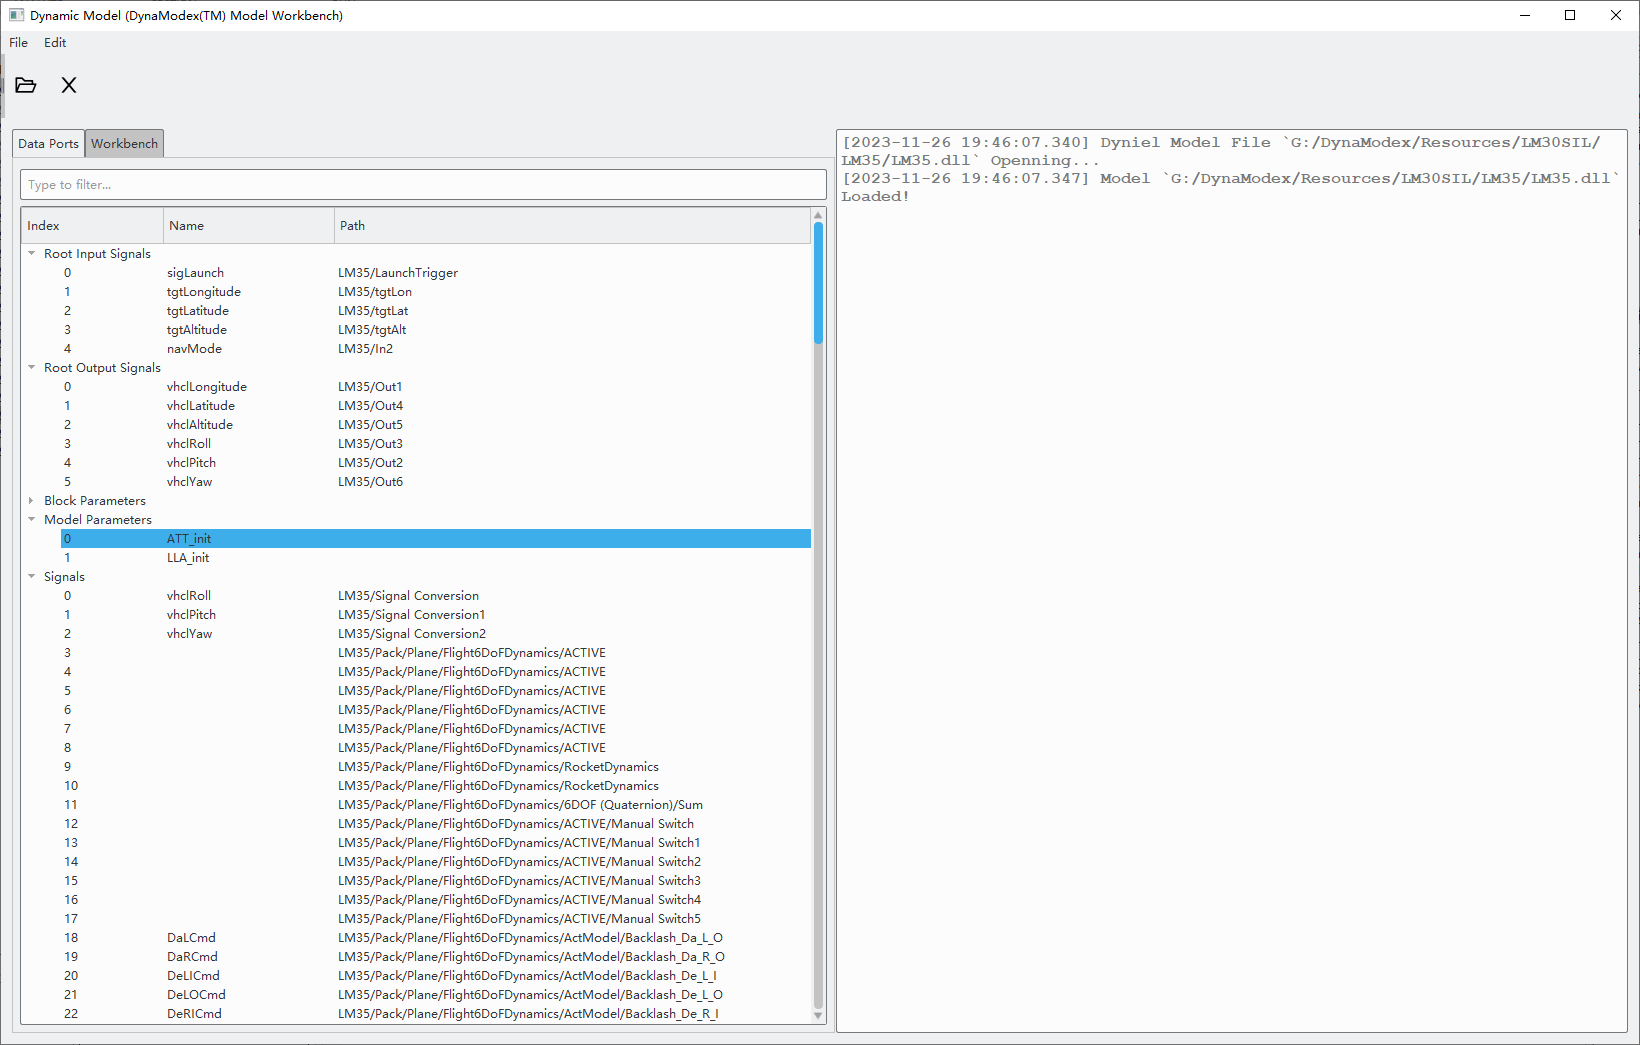 Dynamic Model (DynaModex(TM) Model Workbench)
File Edit
Data Ports Workbench
Type to filter...
Index Name Path
Root Input Signals
0 sigLaunch LM35/LaunchTrigger
1 tgtLongitude LM35/tgtLon
2 tgtLatitude LM35/tgtLat
3 tgtAltitude LM35/tgtAlt
4 navMode LM35/In2
Root Output Signals
0 vhclLongitude LM35/Out1
1 vhclLatitude LM35/Out4
2 vhclAltitude LM35/Out5
3 vhclRoll LM35/Out3
4 vhclPitch LM35/Out2
5 vhclYaw LM35/Out6
Block Parameters
Model Parameters
0 ATT_init
1 LLA_init
Signals
0 vhclRoll LM35/Signal Conversion
1 vhclPitch LM35/Signal Conversion1
2 vhclYaw LM35/Signal Conversion2
3 LM35/Pack/Plane/Flight6DoFDynamics/ACTIVE
4 LM35/Pack/Plane/Flight6DoFDynamics/ACTIVE
5 LM35/Pack/Plane/Flight6DoFDynamics/ACTIVE
6 LM35/Pack/Plane/Flight6DoFDynamics/ACTIVE
7 LM35/Pack/Plane/Flight6DoFDynamics/ACTIVE
8 LM35/Pack/Plane/Flight6DoFDynamics/ACTIVE
9 LM35/Pack/Plane/Flight6DoFDynamics/RocketDynamics
10 LM35/Pack/Plane/Flight6DoFDynamics/RocketDynamics
11 LM35/Pack/Plane/Flight6DoFDynamics/6DOF (Quaternion)/Sum
12 LM35/Pack/Plane/Flight6DoFDynamics/ACTIVE/Manual Switch
13 LM35/Pack/Plane/Flight6DoFDynamics/ACTIVE/Manual Switch1
14 LM35/Pack/Plane/Flight6DoFDynamics/ACTIVE/Manual Switch2
15 LM35/Pack/Plane/Flight6DoFDynamics/ACTIVE/Manual Switch3
16 LM35/Pack/Plane/Flight6DoFDynamics/ACTIVE/Manual Switch4
17 LM35/Pack/Plane/Flight6DoFDynamics/ACTIVE/Manual Switch5
18 DaLCmd LM35/Pack/Plane/Flight6DoFDynamics/ActModel/Backlash_Da_L_O
19 DaRCmd LM35/Pack/Plane/Flight6DoFDynamics/ActModel/Backlash_Da_R_O
20 DeLICmd LM35/Pack/Plane/Flight6DoFDynamics/ActModel/Backlash_De_L_I
21 DeLOCmd LM35/Pack/Plane/Flight6DoFDynamics/ActModel/Backlash_De_L_O
22 DeRICmd LM35/Pack/Plane/Flight6DoFDynamics/ActModel/Backlash_De_R_I
[2023-11-26 19:46:07.340] Dyniel Model File `G:/DynaModex/Resources/LM30SIL/
LM35/LM35.dll` Openning...
[2023-11-26 19:46:07.347] Model `G:/DynaModex/Resources/LM30SIL/LM35/LM35.dll`
Loaded!